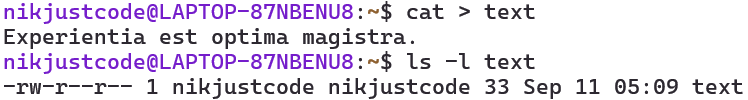 nikjustcode@LAPTOP-87NBENU8:~$ cat > text
Experientia est optima magistra.
nikjustcode@LAPTOP-87NBENU8:~$ ls -l text
-rw-r--r-- 1 nikjustcode nikjustcode 33 Sep 11 05:09 text